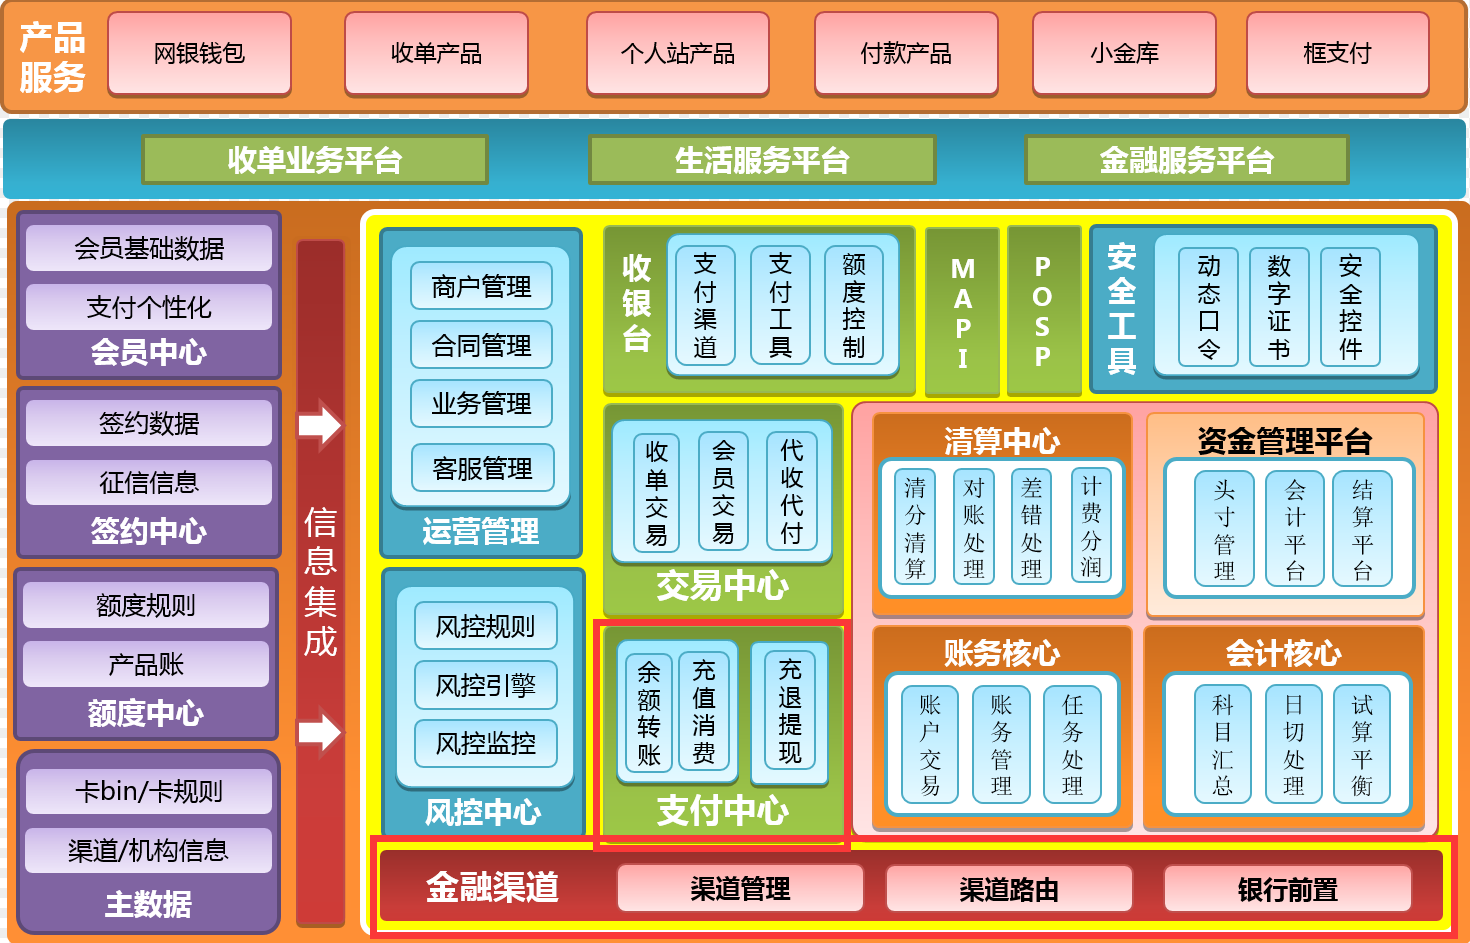 产品
服务
网银钱包
收单产品
个人站产品
付款产品
小金库
框支付
收单业务平台
生活服务平台
金融服务平台
会员基础数据
支付个性化
会员中心
签约数据
征信信息
签约中心
额度规则
产品账
额度中心
卡bin/卡规则
渠道/机构信息
主数据
信息集成
商户管理
合同管理
业务管理
客服管理
运营管理
风控规则
风控引擎
风控监控
风控中心
收银台
支付渠道
支付工具
额度控制
MAPI
POSP
安全工具
动态口令
数字证书
安全控件
收单交易
会员交易
代收代付
交易中心
余额转账
充值消费
充退提现
支付中心
清算中心
清分清算
对账处理
差错处理
计费分润
资金管理平台
头寸管理
会计平台
结算平台
账务核心
账户交易
账务管理
任务处理
会计核心
科目汇总
日切处理
试算平衡
金融渠道
渠道管理
渠道路由
银行前置